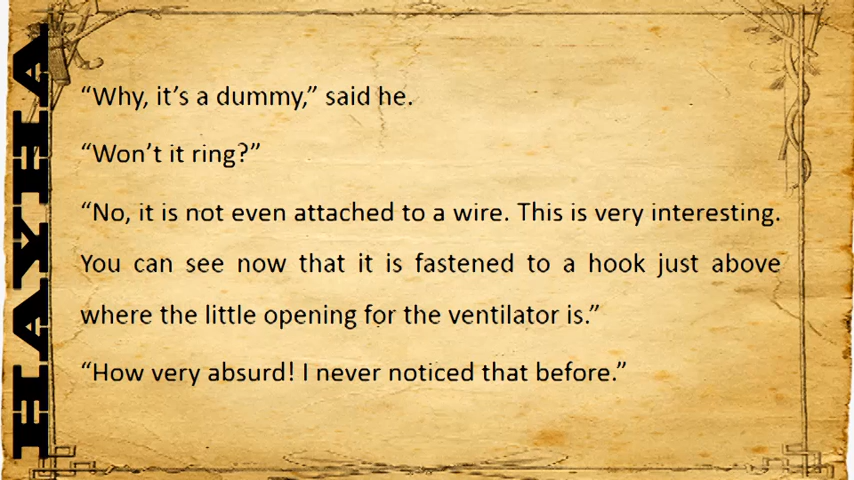 “Why, it’s a dummy,” said he.
“Won’t it ring?”
“No, it is not even attached to a wire. This is very interesting.
You can see now that it is fastened to a hook just above
where the little opening for the ventilator is.”
“How very absurd! I never noticed that before.”
HAYHA